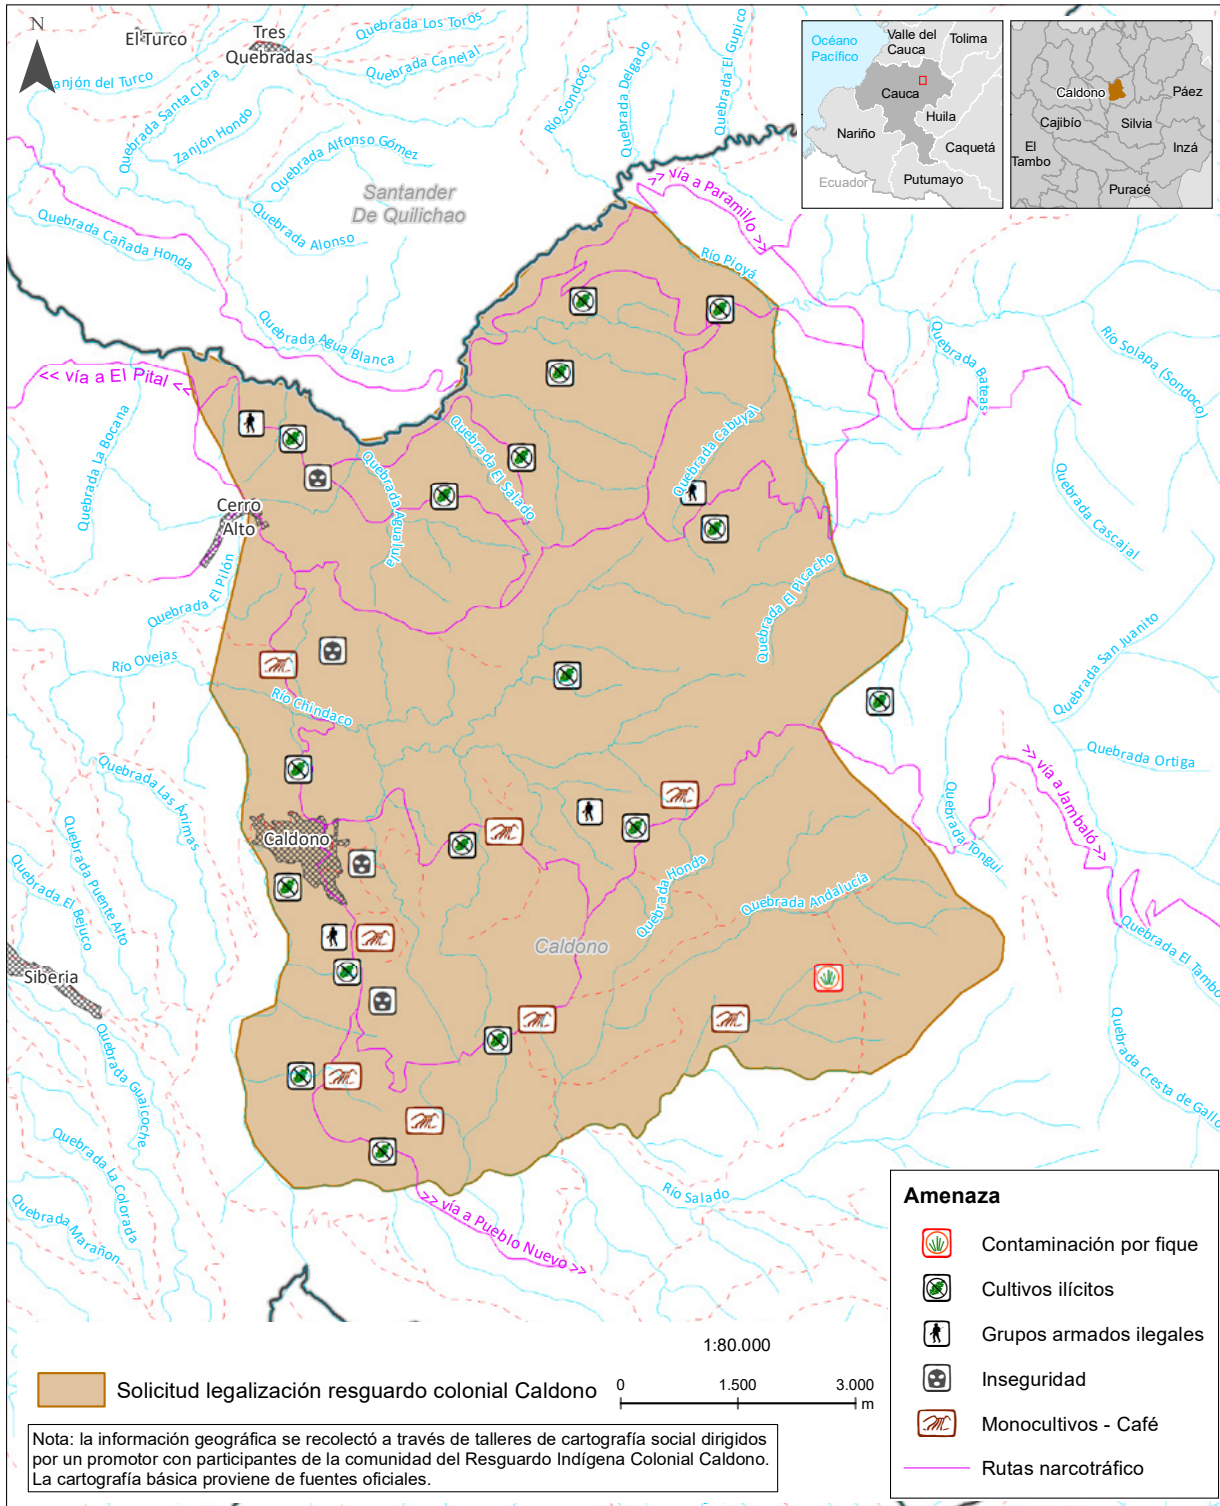 N
El Turco
Tres
Quebradas
Quebrada Los Toros
Quebrada Canelal
Zanjón del Turco
Quebrada Santa Clara
Zanjón Hondo
Quebrada Alfonso Gómez
Quebrada Alonso
Quebrada Cañada Honda
Quebrada Agua Blanca
Santander
De Quilichao
Río Sondoco
Quebrada Delgado
Quebrada El Gupico
>> vía a Paramillo >>
Río Pioyá
Océano
Pacífico
Valle del
Cauca
Tolima
Cauca
Huila
Nariño
Caquetá
Ecuador
Putumayo
Caldono
Páez
Cajibío
Silvia
El
Tambo
Inzá
Puracé
Quebrada Bateas
Río Solapa (Sondoco)
<< vía a El Pital <<
Quebrada La Bocana
Quebrada El Salado
Quebrada Cabuyal
Quebrada Agualuía
Cerro
Alto
Quebrada Cascajal
Quebrada El Pilón
Quebrada El Picacho
Río Ovejas
Río Chindaco
Quebrada San Juanito
Quebrada Ortiga
>> vía a Jambaló >>
Quebrada Las Ánimas
Quebrada Puente Alto
Quebrada El Bejuco
Caldono
Quebrada Tonguí
Quebrada Honda
Quebrada Andalucía
Caldono
Siberia
Quebrada El Tambo
Quebrada Guaicoche
Quebrada Cresta de Gallo
Quebrada La Colorada
Quebrada Marañon
Río Salado
>> vía a Pueblo Nuevo >>
Amenaza
Contaminación por fique
Cultivos ilícitos
Grupos armados ilegales
Inseguridad
Monocultivos - Café
Rutas narcotráfico
1:80.000
Solicitud legalización resguardo colonial Caldono
0 1.500 3.000
m
Nota: la información geográfica se recolectó a través de talleres de cartografía social dirigidos
por un promotor con participantes de la comunidad del Resguardo Indígena Colonial Caldono.
La cartografía básica proviene de fuentes oficiales.